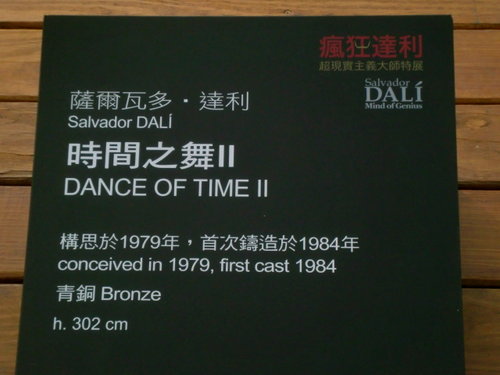 瘋狂達利
超現實主義大師特展
Salvador
DALÍ
Mind of Genius
薩爾瓦多・達利
Salvador DALÍ
時間之舞II
DANCE OF TIME II
構思於1979年，首次鑄造於1984年
conceived in 1979, first cast 1984
青銅 Bronze
h. 302 cm